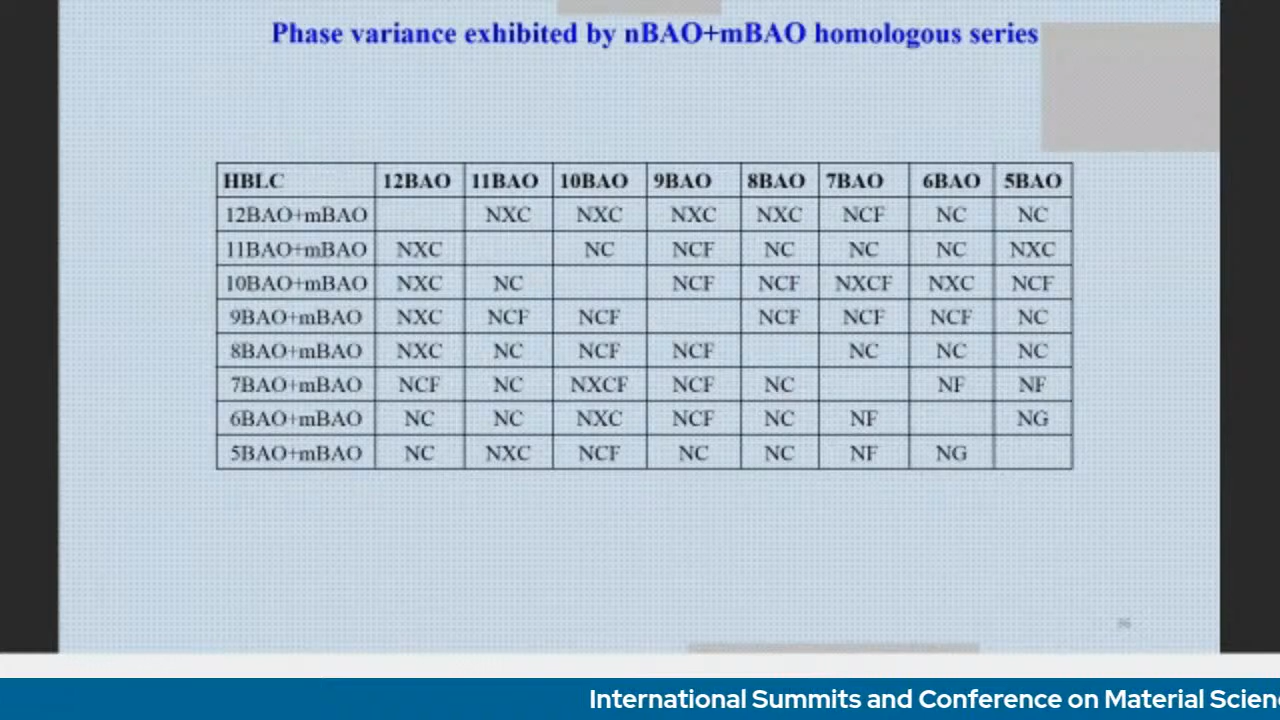 Phase variance exhibited by nBAO+mBAO homologous series
HBLC 12BAO 11BAO 10BAO 9BAO 8BAO 7BAO 6BAO 5BAO
12BAO+mBAO NXC NXC NXC NXC NCF NC NC
11BAO+mBAO NXC NC NCF NC NC NC NXC
10BAO+mBAO NXC NC NCF NCF NXCF NXC NCF
9BAO+mBAO NXC NCF NCF NCF NCF NCF NC
8BAO+mBAO NXC NC NCF NCF NC NC NC
7BAO+mBAO NCF NC NXCF NCF NC NF NF
6BAO+mBAO NC NC NXC NCF NC NF NG
5BAO+mBAO NC NXC NCF NC NC NF NG
International Summits and Conference on Material Scien